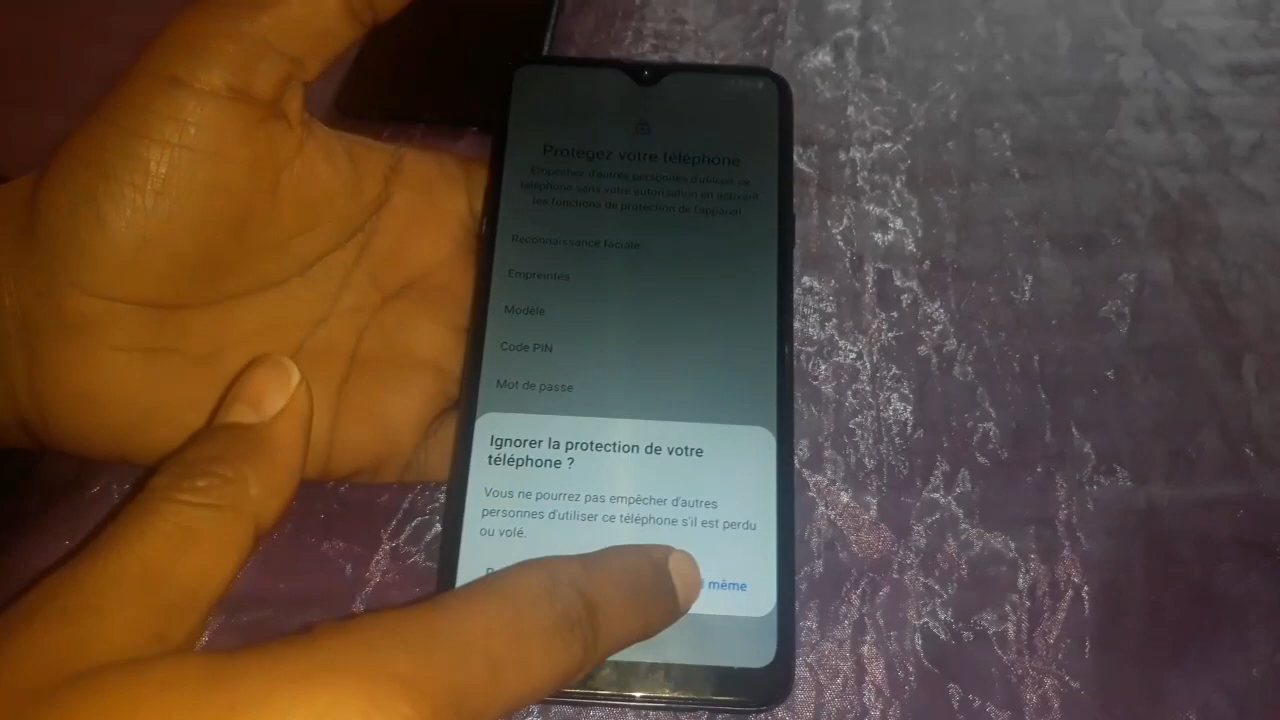 Protégez votre téléphone
Empêcher d'autres personnes d'utiliser ce
téléphone sans votre autorisation en activant
les fonctions de protection de l'appareil.
Reconnaissance faciale
Empreintes
Modèle
Code PIN
Mot de passe
Ignorer la protection de votre
téléphone ?
Vous ne pourrez pas empêcher d'autres
personnes d'utiliser ce téléphone s'il est perdu
ou volé.
même